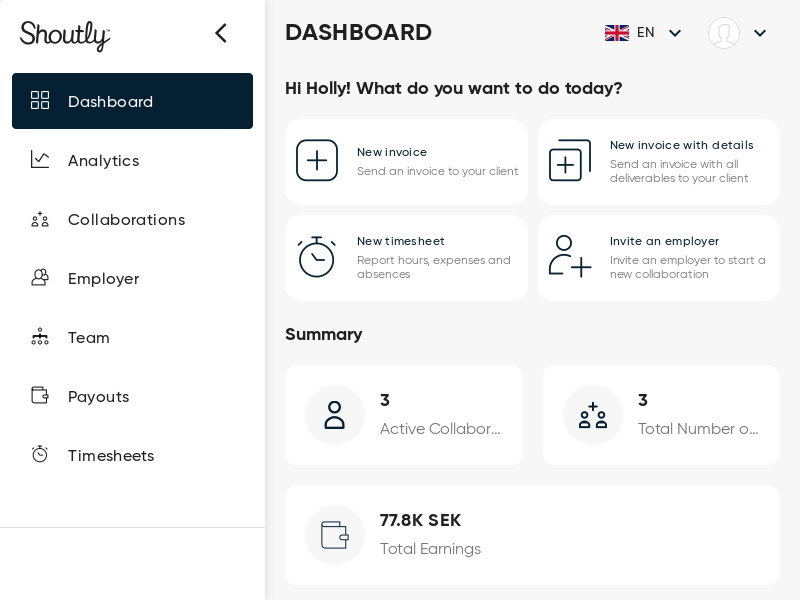 Shoutly
Dashboard
Analytics
Collaborations
Employer
Team
Payouts
Timesheets
DASHBOARD
EN
Hi Holly! What do you want to do today?
New invoice
Send an invoice to your client
New invoice with details
Send an invoice with all
deliverables to your client
New timesheet
Report hours, expenses and
absences
Invite an employer
Invite an employer to start a
new collaboration
Summary
3
Active Collabor...
3
Total Number o...
77.8K SEK
Total Earnings